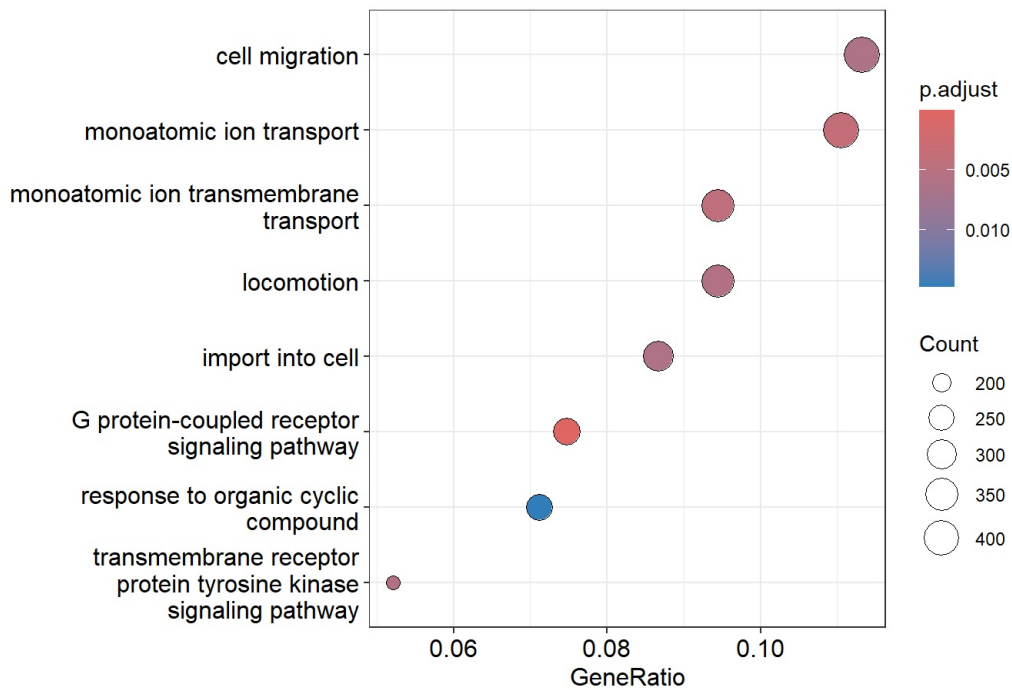 cell migration
monoatomic ion transport
monoatomic ion transmembrane
transport
locomotion
import into cell
G protein-coupled receptor
signaling pathway
response to organic cyclic
compound
transmembrane receptor
protein tyrosine kinase
signaling pathway
0.06
0.08
0.10
GeneRatio
p.adjust
0.005
0.010
Count
200
250
300
350
400